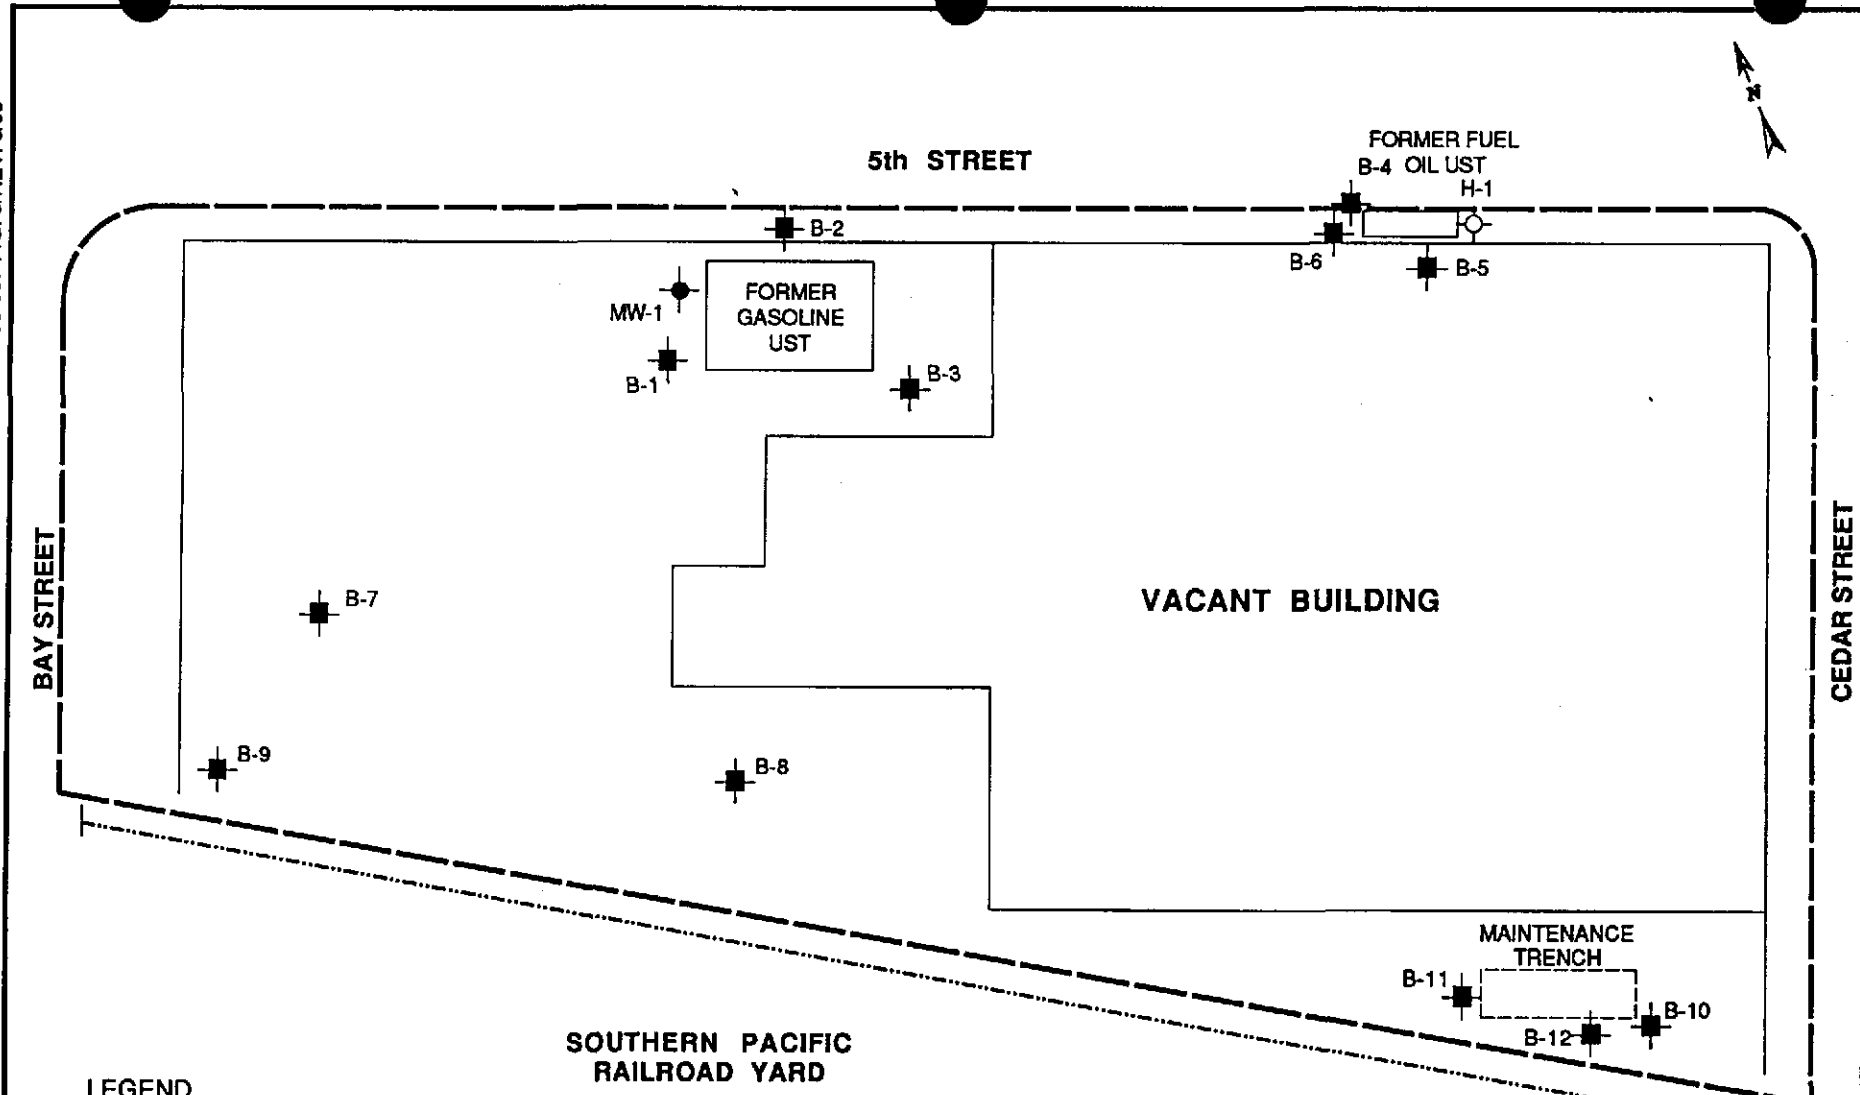 N
5th STREET
FORMER FUEL
OIL UST
B-4
H-1
B-2
B-6
B-5
MW-1
FORMER
GASOLINE
UST
B-1
B-3
BAY STREET
CEDAR STREET
VACANT BUILDING
B-7
B-9
B-8
MAINTENANCE
TRENCH
B-11
B-10
B-12
SOUTHERN PACIFIC
RAILROAD YARD
LEGEND